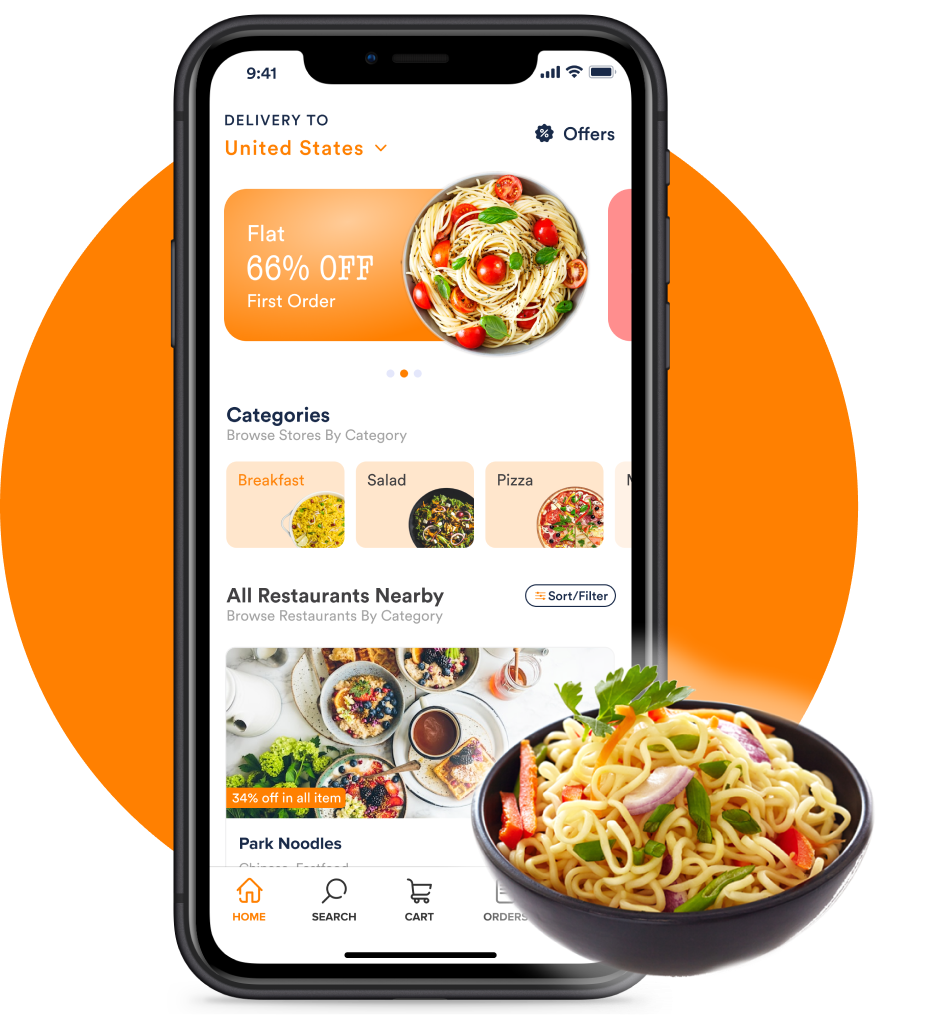 9:41
DELIVERY TO
United States
Offers
Flat
66% OFF
First Order
Categories
Browse Stores By Category
Breakfast
Salad
Pizza
All Restaurants Nearby
Sort/Filter
Browse Restaurants By Category
34% off in all item
Park Noodles
HOME
SEARCH
CART
ORDERS